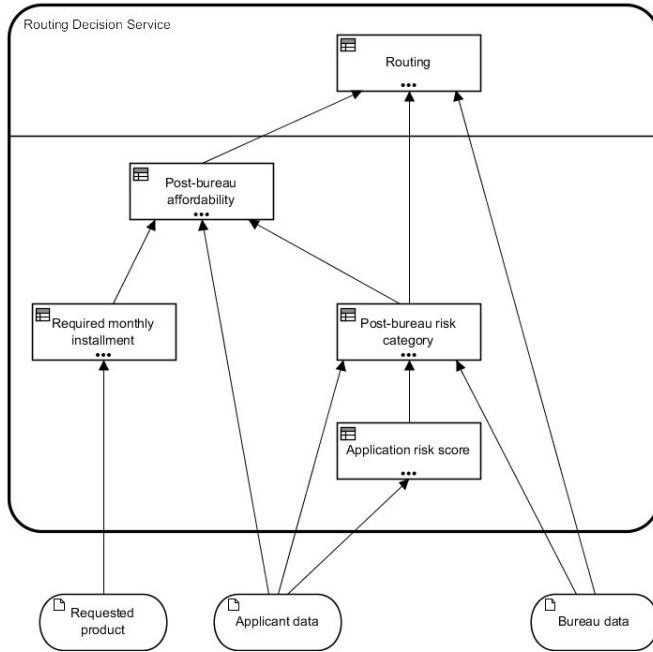 Routing Decision Service
Routing
Post-bureau
affordability
Required monthly
installment
Post-bureau risk
category
Application risk score
Requested
product
Applicant data
Bureau data